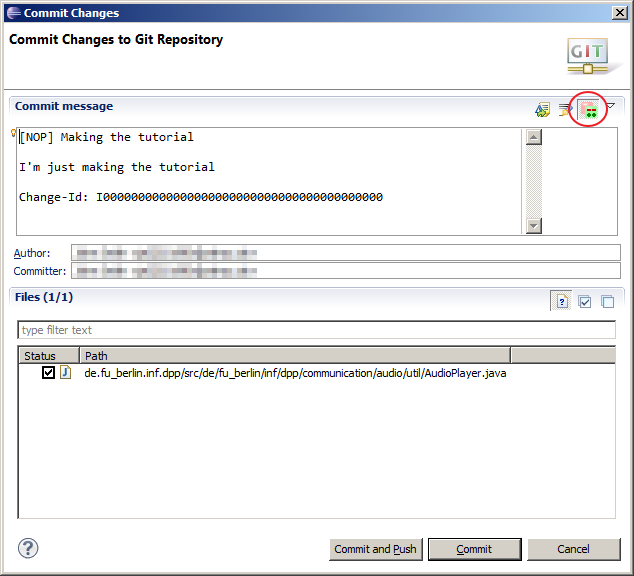 Commit Changes
Commit Changes to Git Repository
GIT
Commit message
[NOP] Making the tutorial
I'm just making the tutorial
Change-Id: I0000000000000000000000000000000000000000
Author:
Committer:
Files (1/1)
type filter text
Status Path
J de.fu_berlin.inf.dpp/src/de/fu_berlin/inf/dpp/communication/audio/util/AudioPlayer.java
Commit and Push Commit Cancel